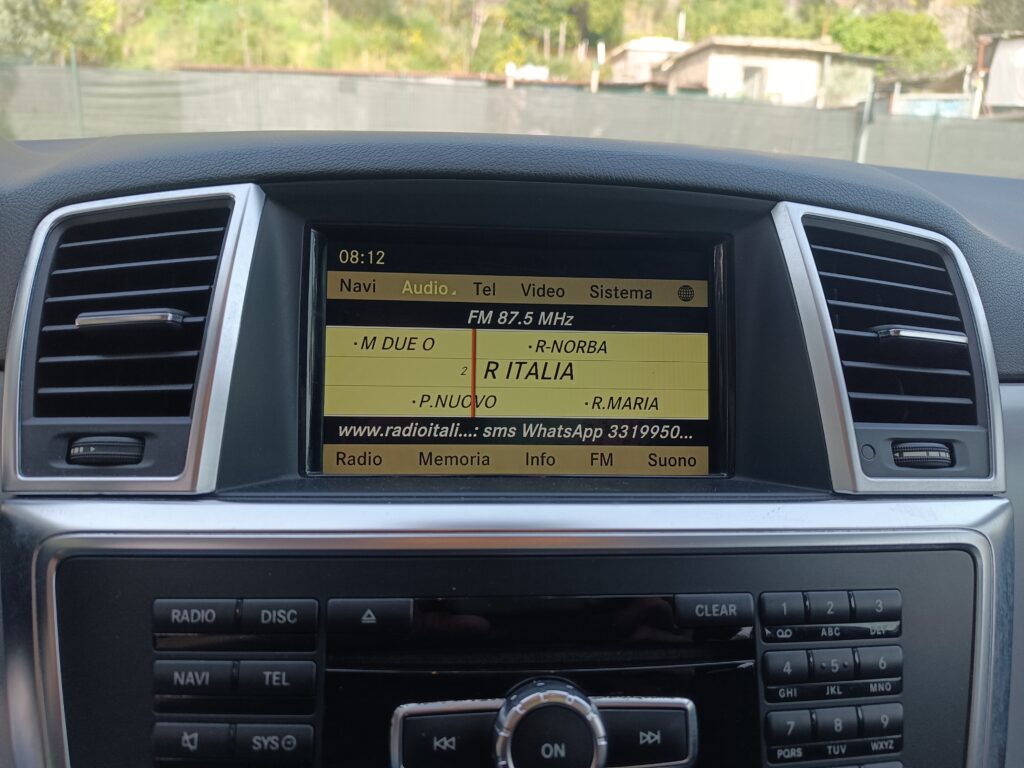 08:12
Navi Audio Tel Video Sistema
FM 87.5 MHz
·M DUE O ·R-NORBA
2 R ITALIA
·P.NUOVO ·R.MARIA
www.radioitali...: sms WhatsApp 3319950...
Radio Memoria Info FM Suono
RADIO DISC CLEAR 1 2 3
ABC DEF
NAVI TEL 4 ·5· 6
GHI JKL MNO
SYS 7 8 9
PQRS TUV WXYZ
ON